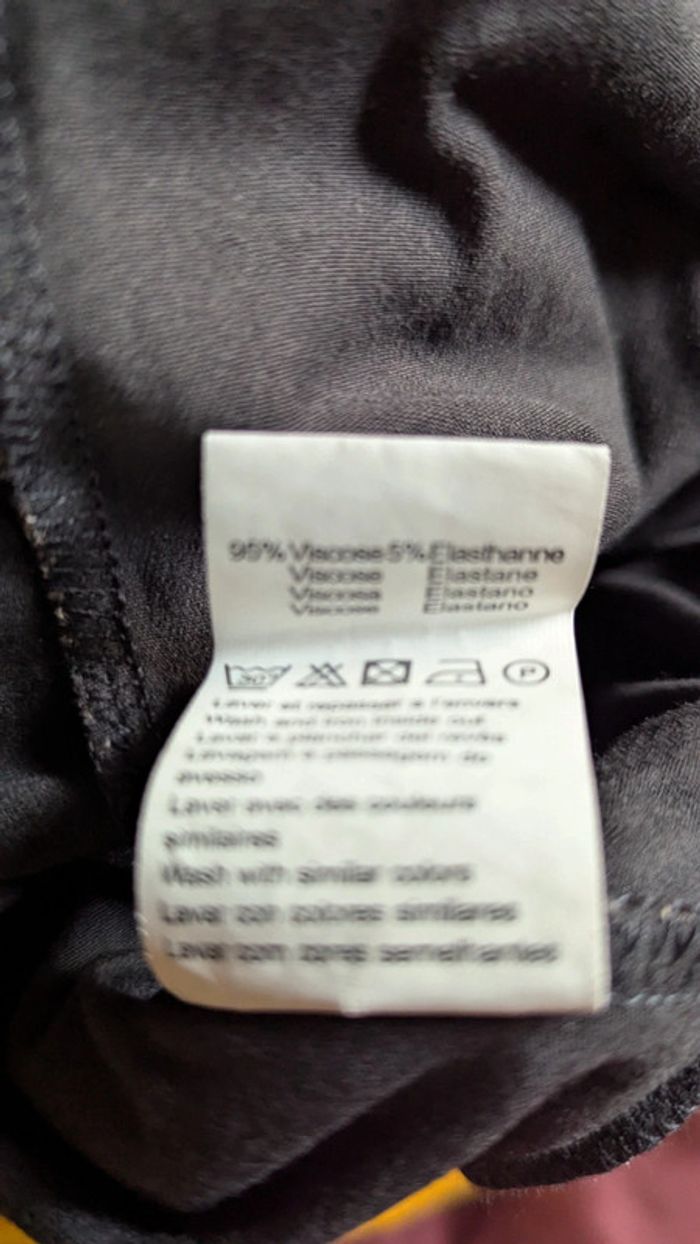 95% Viscose 5% Elasthanne
Viscose Elastane
Viscosa Elastano
Viscose Elastano
30° P
Laver et repasser à l'envers
Wash and iron inside out
Lavar e planchar del revés
avesso
Laver avec des couleurs
similaires
Wash with similar colors
Lavar con colores similares
Lavar com cores semelhantes